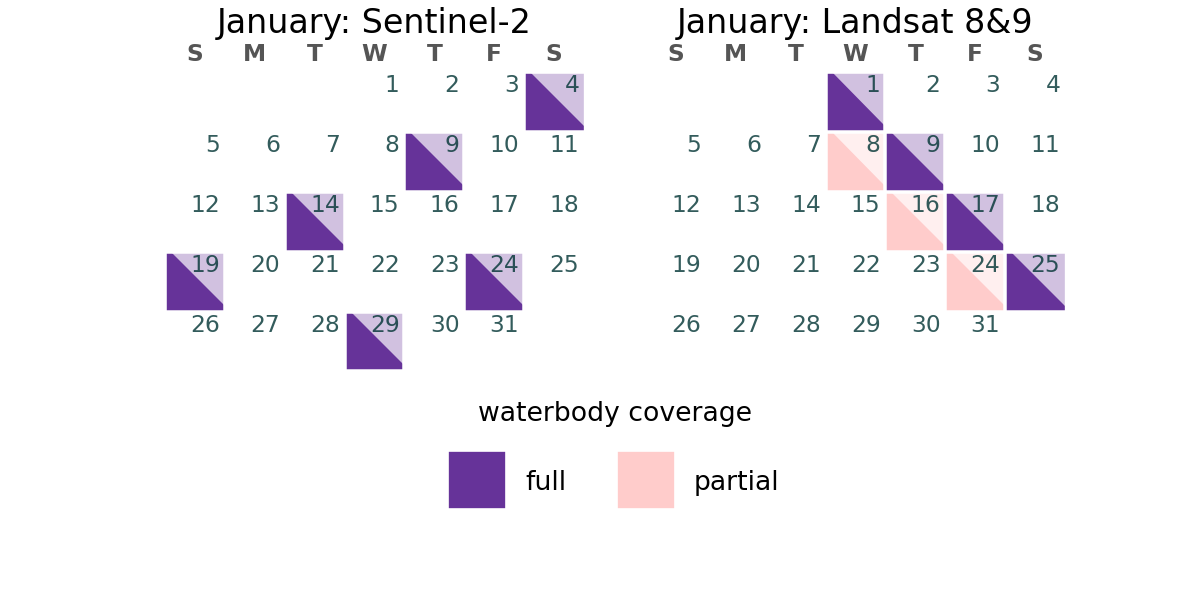 January: Sentinel-2
S M T W T F S
1 2 3 4
5 6 7 8 9 10 11
12 13 14 15 16 17 18
19 20 21 22 23 24 25
26 27 28 29 30 31
January: Landsat 8&9
S M T W T F S
1 2 3 4
5 6 7 8 9 10 11
12 13 14 15 16 17 18
19 20 21 22 23 24 25
26 27 28 29 30 31
waterbody coverage
full
partial